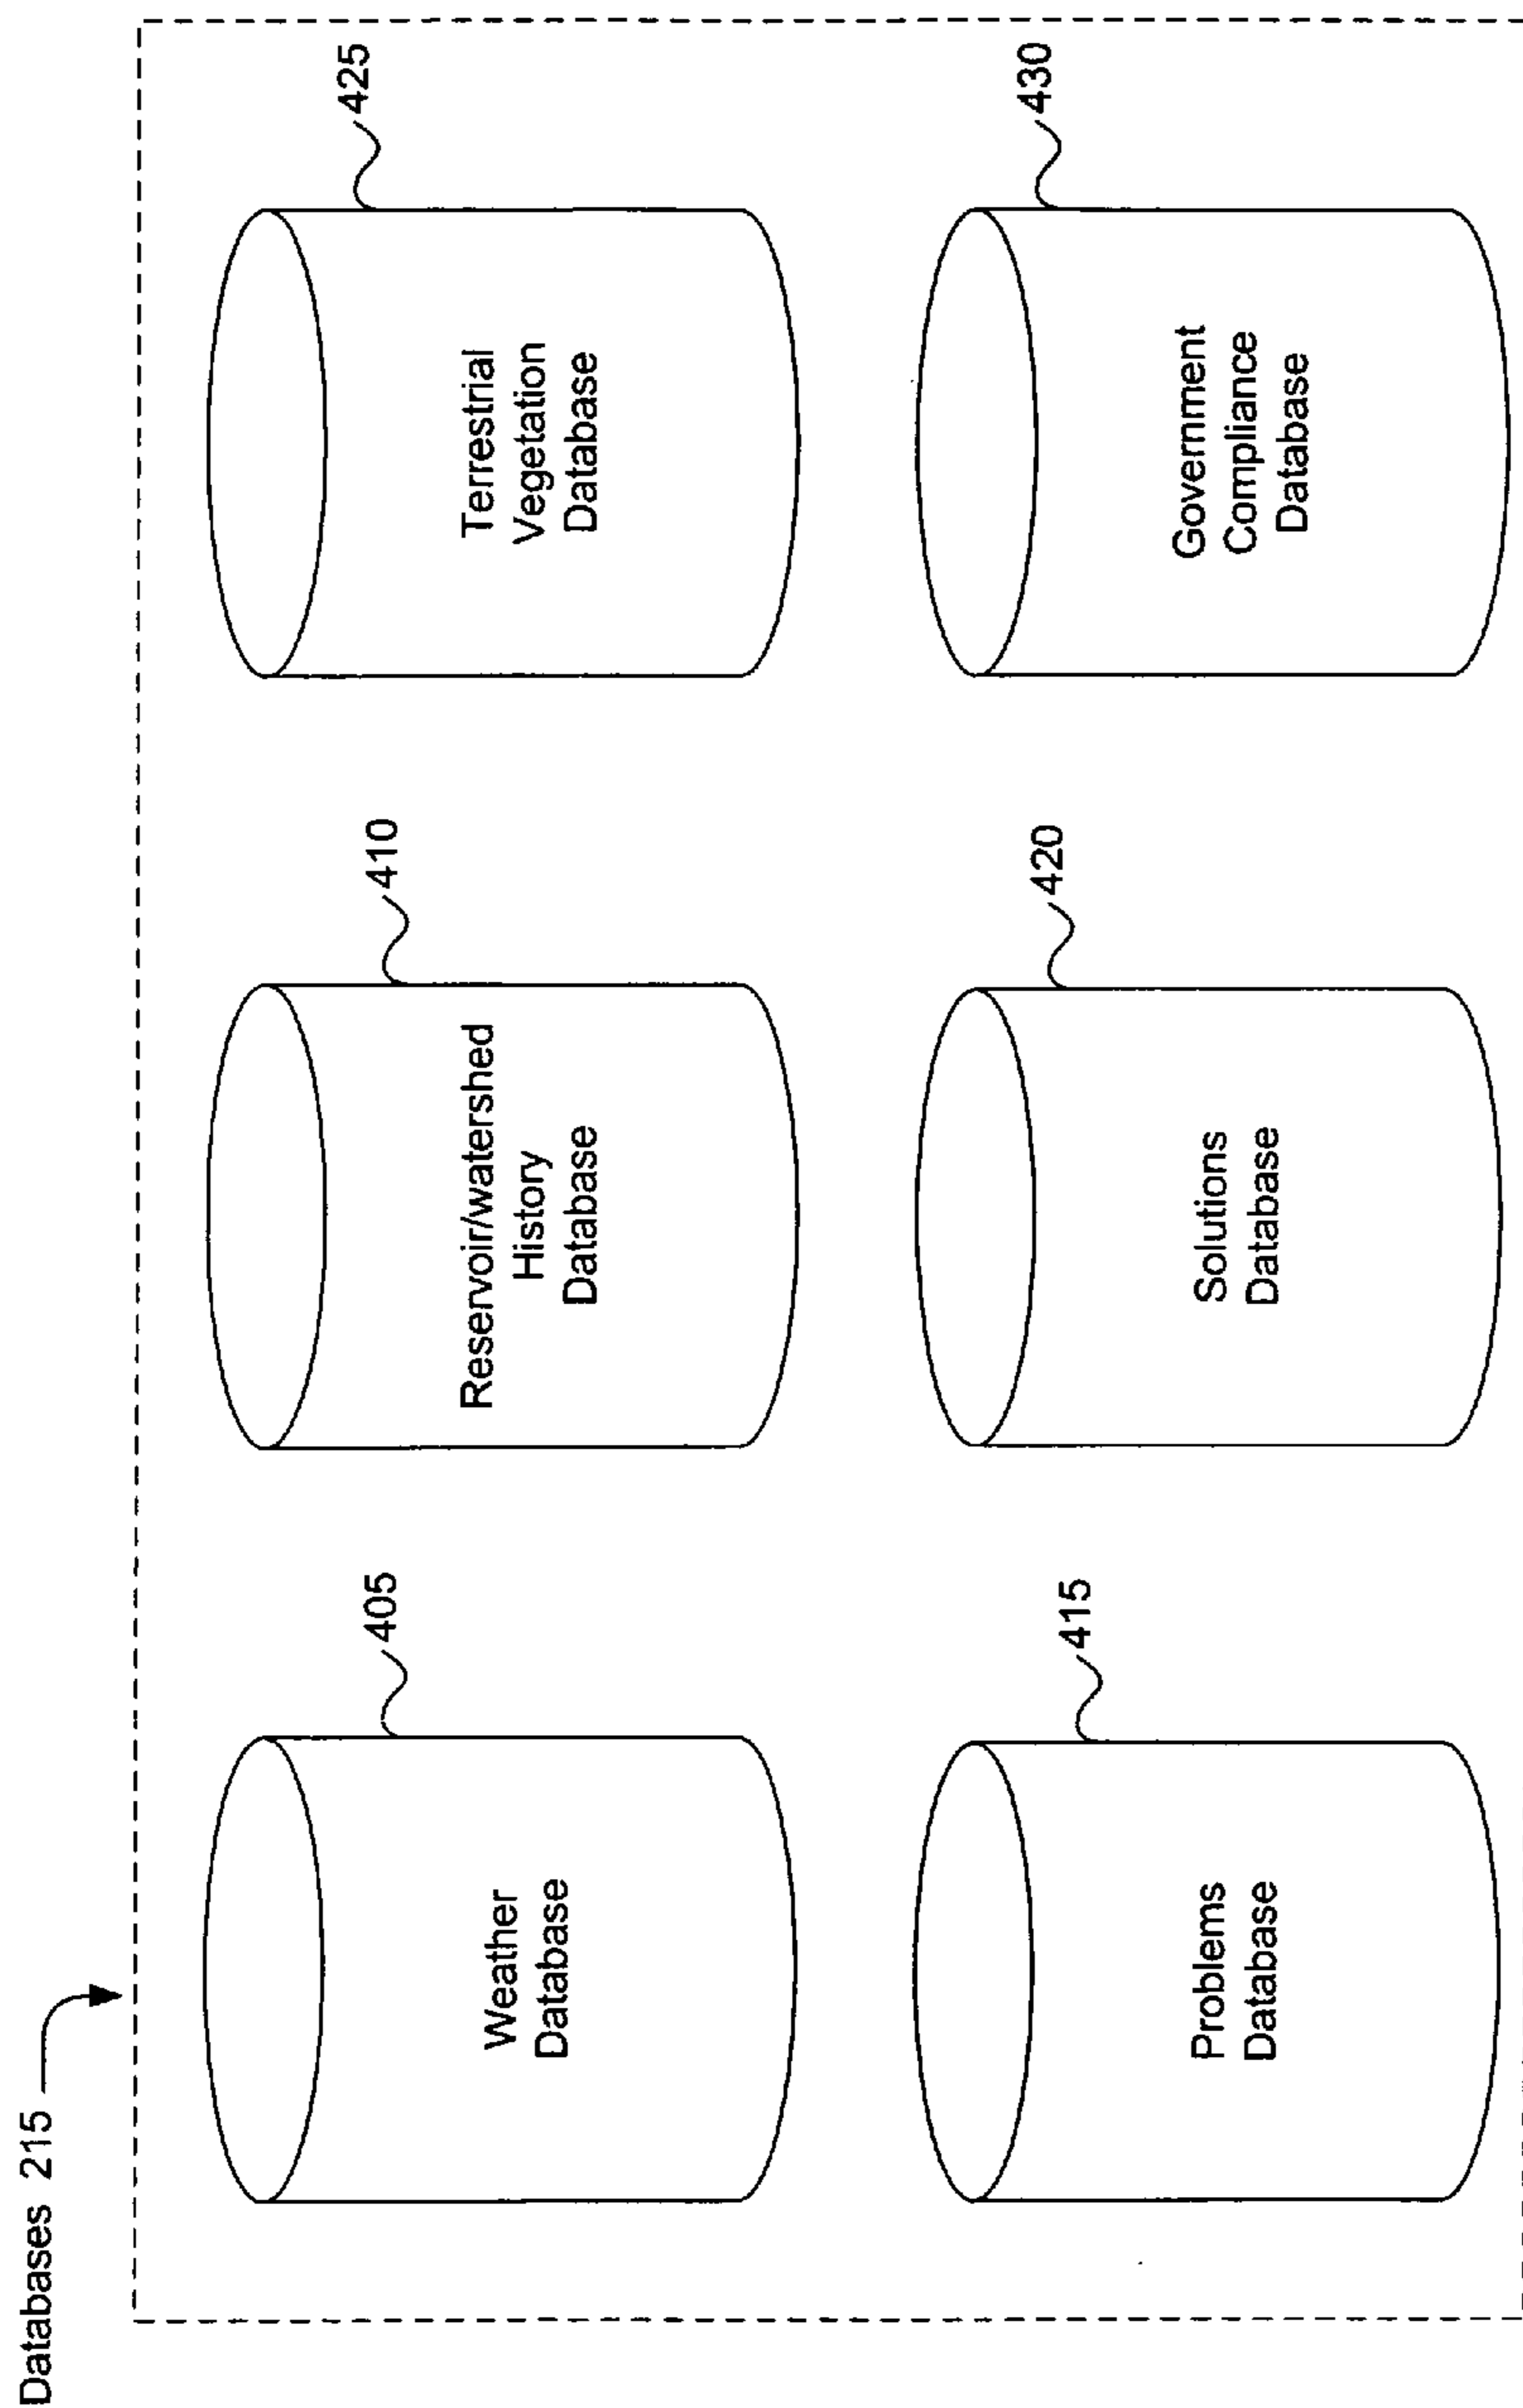 Databases 215
405
Weather
Database
410
Reservoir/watershed
History
Database
425
Terrestrial
Vegetation
Database
415
Problems
Database
420
Solutions
Database
430
Government
Compliance
Database